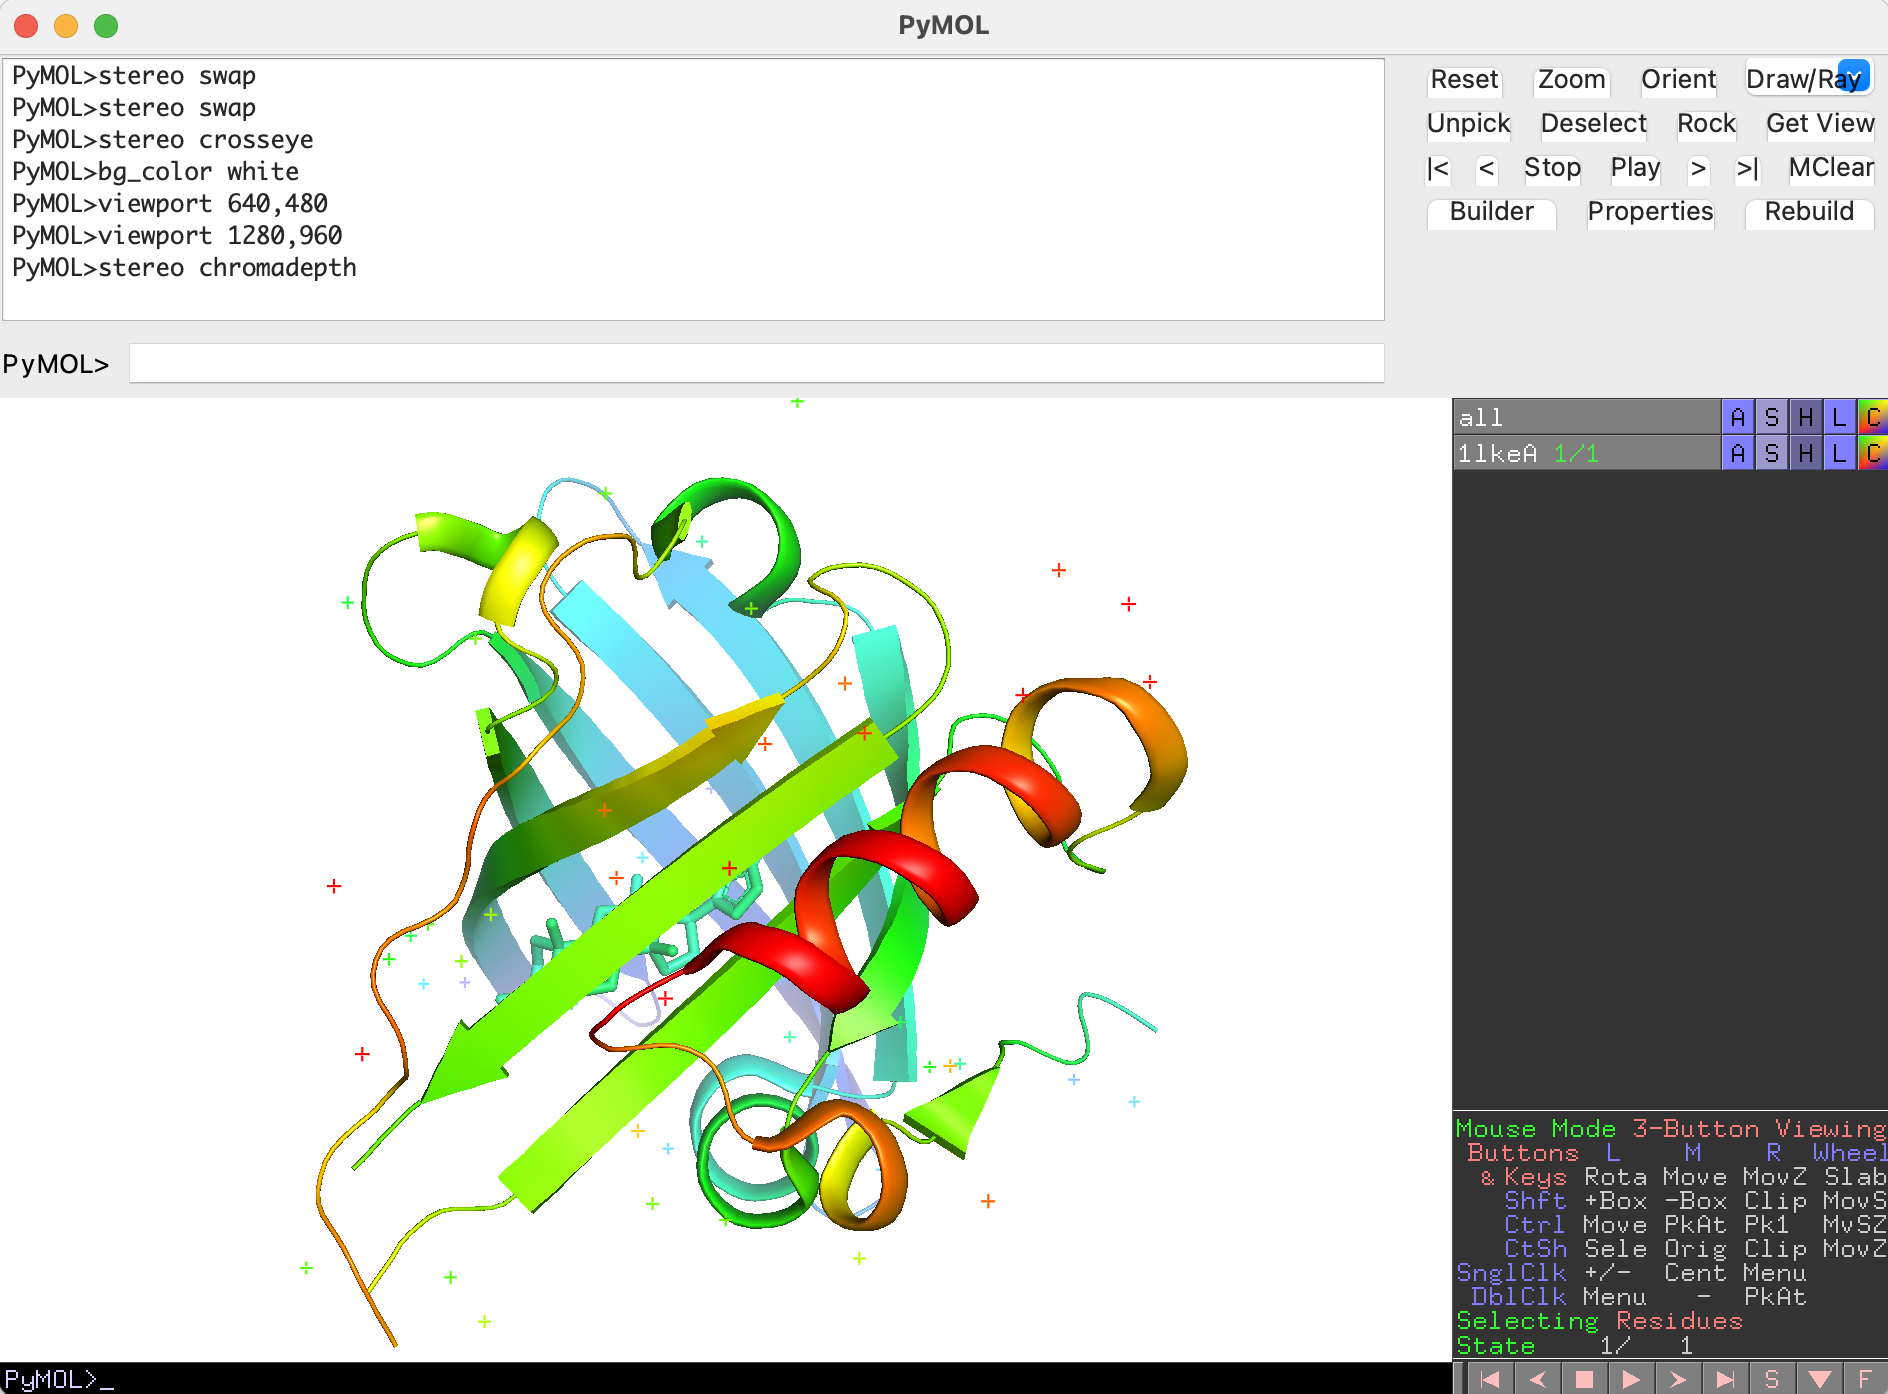 PyMOL
PyMOL>stereo swap
PyMOL>stereo swap
PyMOL>stereo crosseye
PyMOL>bg_color white
PyMOL>viewport 640,480
PyMOL>viewport 1280,960
PyMOL>stereo chromadepth
Reset Zoom Orient Draw/Ray
Unpick Deselect Rock Get View
|< < Stop Play > >| MClear
Builder Properties Rebuild
PyMOL>
all A S H L C
1lkeA 1/1 A S H L C
Mouse Mode 3-Button Viewing
Buttons L M R Wheel
& Keys Rota Move MovZ Slab
Shft +Box -Box Clip MovS
Ctrl Move PkAt Pk1 MvSZ
CtSh Sele Orig Clip MovZ
SnglClk +/- Cent Menu
DblClk Menu - PkAt
Selecting Residues
State 1/ 1
PyMOL>_
S F